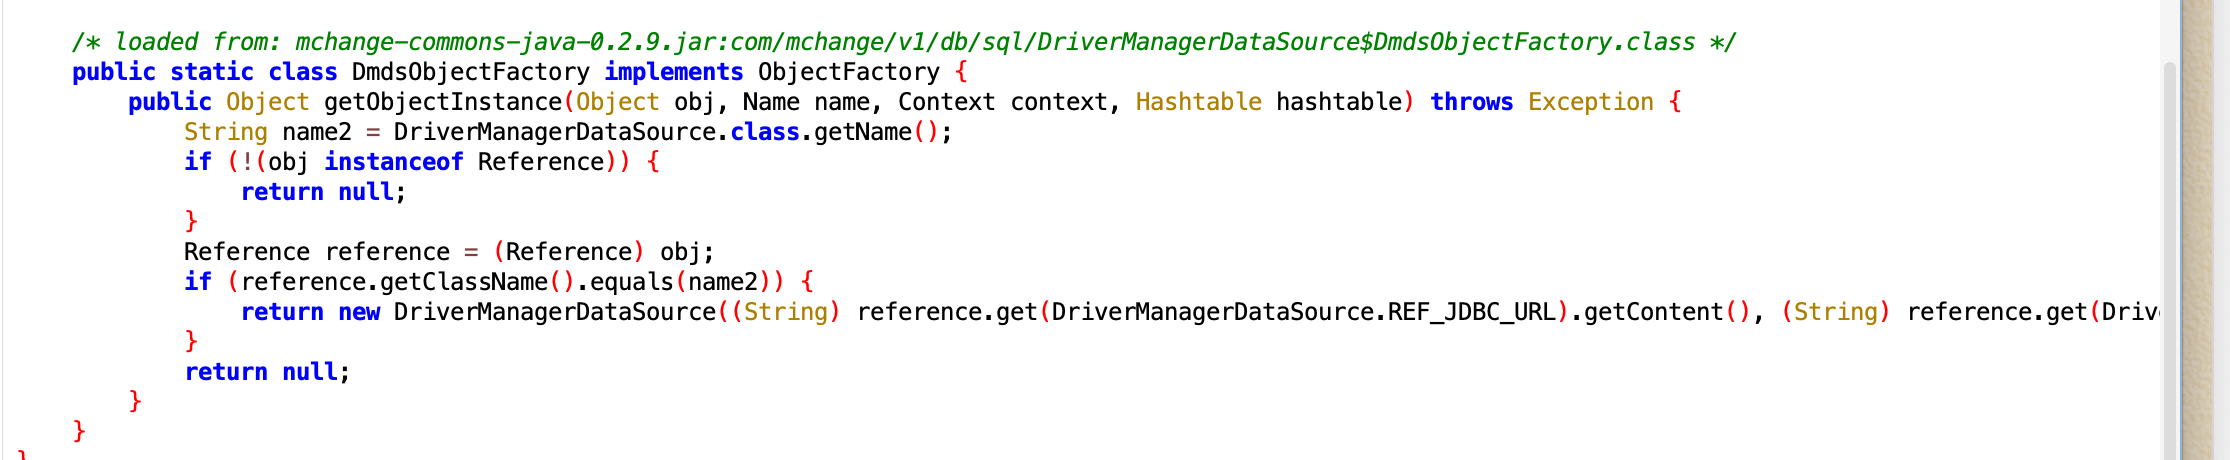 /* loaded from: mchange-commons-java-0.2.9.jar:com/mchange/v1/db/sql/DriverManagerDataSource$DmdsObjectFactory.class */
public static class DmdsObjectFactory implements ObjectFactory {
public Object getObjectInstance(Object obj, Name name, Context context, Hashtable hashtable) throws Exception {
String name2 = DriverManagerDataSource.class.getName();
if (!(obj instanceof Reference)) {
return null;
}
Reference reference = (Reference) obj;
if (reference.getClassName().equals(name2)) {
return new DriverManagerDataSource((String) reference.get(DriverManagerDataSource.REF_JDBC_URL).getContent(), (String) reference.get(Driv
}
return null;
}
}
}